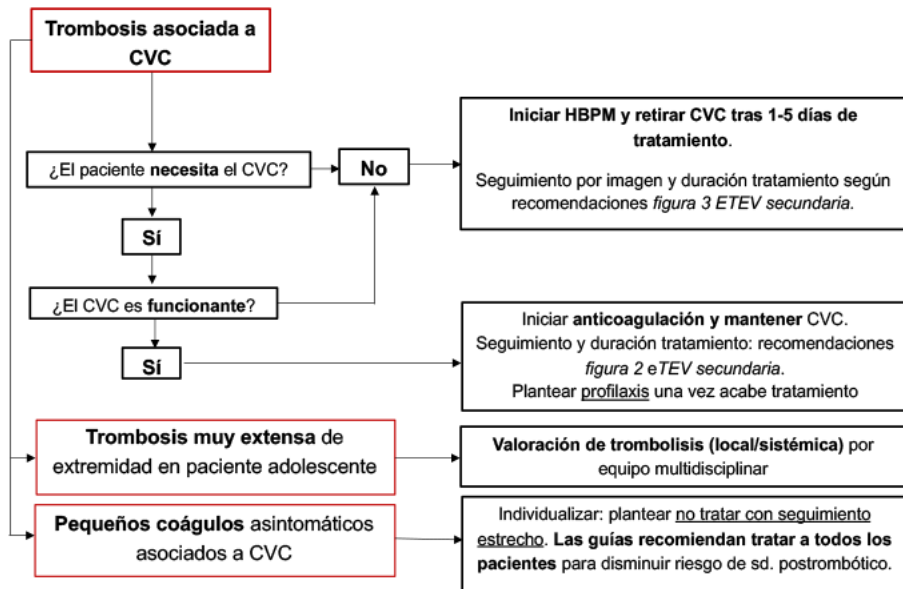 Trombosis asociada a
CVC
¿El paciente necesita el CVC?
No
Iniciar HBPM y retirar CVC tras 1-5 días de
tratamiento.
Seguimiento por imagen y duración tratamiento según
recomendaciones figura 3 ETEV secundaria.
Sí
¿El CVC es funcionante?
Sí
Iniciar anticoagulación y mantener CVC.
Seguimiento y duración tratamiento: recomendaciones
figura 2 eTEV secundaria.
Plantear profilaxis una vez acabe tratamiento
Trombosis muy extensa de
extremidad en paciente adolescente
Valoración de trombolisis (local/sistémica) por
equipo multidisciplinar
Pequeños coágulos asintomáticos
asociados a CVC
Individualizar: plantear no tratar con seguimiento
estrecho. Las guías recomiendan tratar a todos los
pacientes para disminuir riesgo de sd. postrombótico.